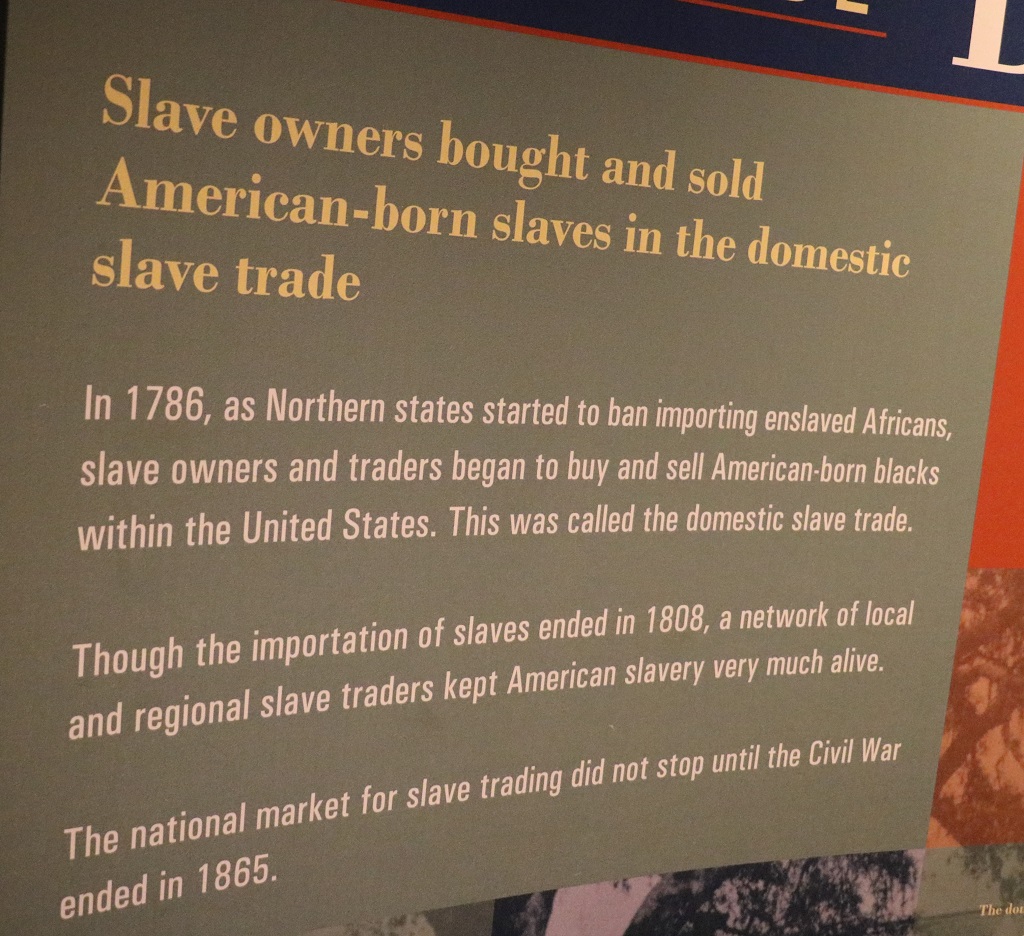 Slave owners bought and sold
American-born slaves in the domestic
slave trade
In 1786, as Northern states started to ban importing enslaved Africans,
slave owners and traders began to buy and sell American-born blacks
within the United States. This was called the domestic slave trade.
Though the importation of slaves ended in 1808, a network of local
and regional slave traders kept American slavery very much alive.
The national market for slave trading did not stop until the Civil War
ended in 1865.
The